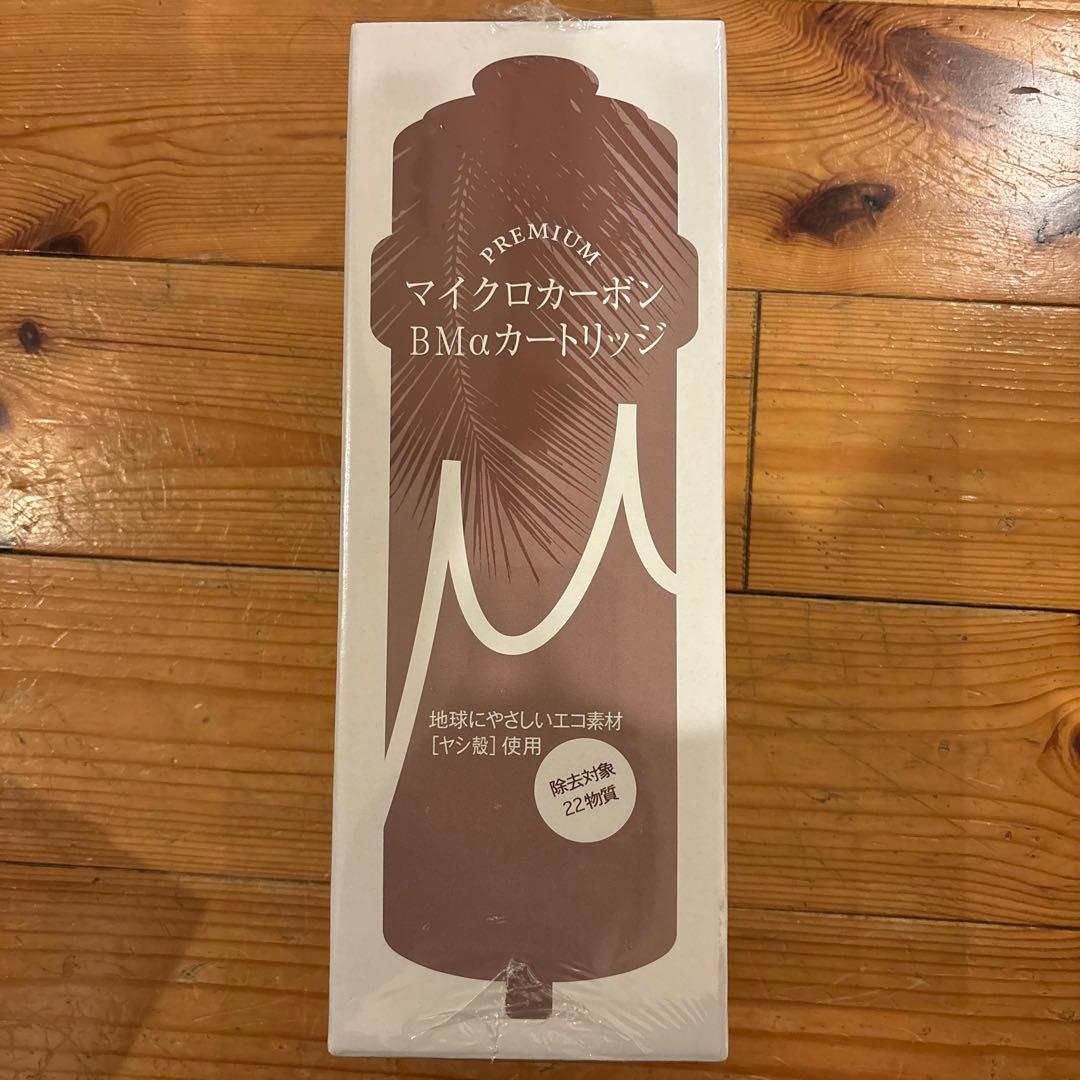 PREMIUM
マイクロカーボン
BMαカートリッジ
地球にやさしいエコ素材
[ヤシ殻] 使用
除去対象
22物質